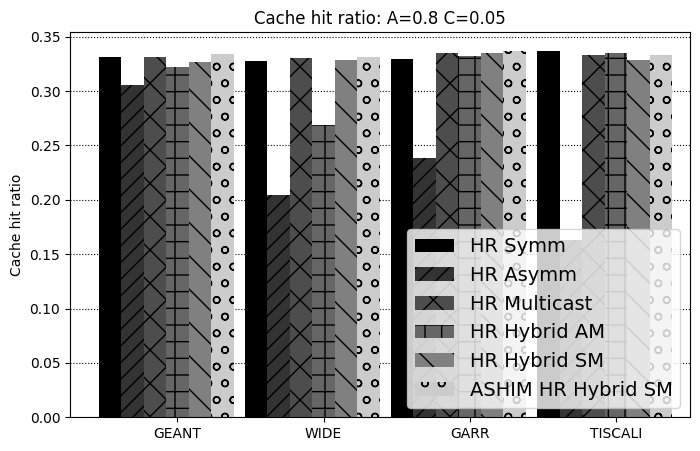 Cache hit ratio: A=0.8 C=0.05
Cache hit ratio
0.35
0.30
0.25
0.20
0.15
0.10
0.05
0.00
HR Symm
HR Asymm
HR Multicast
HR Hybrid AM
HR Hybrid SM
ASHIM HR Hybrid SM
GEANT WIDE GARR TISCALI